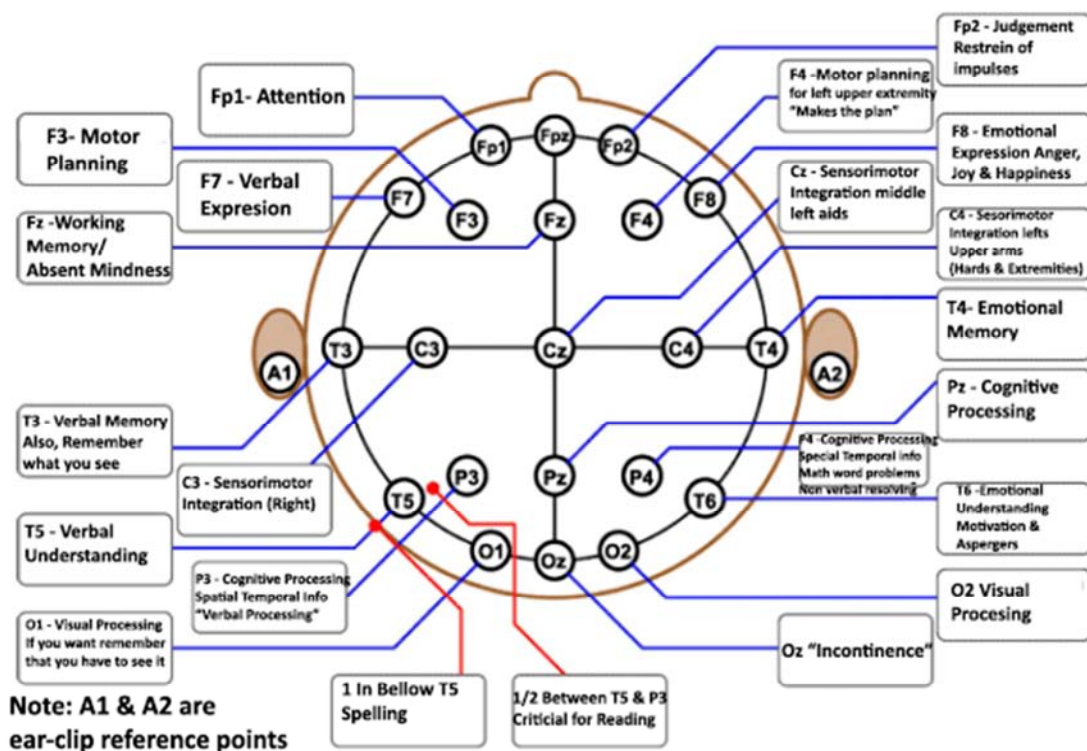 Fp2 - Judgement
Restrein of
impulses
F4 -Motor planning
for left upper extremity
"Makes the plan"
Fp1- Attention
F3- Motor
Planning
F8 - Emotional
Expression Anger,
Joy & Happiness
F7 - Verbal
Expresion
Cz - Sensorimotor
Integration middle
left aids
Fz -Working
Memory/
Absent Mindness
C4 - Sesorimotor
Integration lefts
Upper arms
(Hards & Extremities)
T4- Emotional
Memory
Fp1
Fpz
Fp2
F7
F3
Fz
F4
F8
A1
T3
C3
Cz
C4
T4
A2
T5
P3
Pz
P4
T6
O1
Oz
O2
Pz - Cognitive
Processing
T3 - Verbal Memory
Also, Remember
what you see
P4 -Cognitive Processing
Special Temporal info
Math word problems
Non verbal resolving
C3 - Sensorimotor
Integration (Right)
T6 -Emotional
Understanding
Motivation &
Aspergers
T5 - Verbal
Understanding
P3 - Cognitive Processing
Spatial Temporal Info
"Verbal Processing"
O2 Visual
Procesing
O1 - Visual Processing
If you want remember
that you have to see it
Oz "Incontinence"
1 In Bellow T5
Spelling
1/2 Between T5 & P3
Criticial for Reading
Note: A1 & A2 are
ear-clip reference points